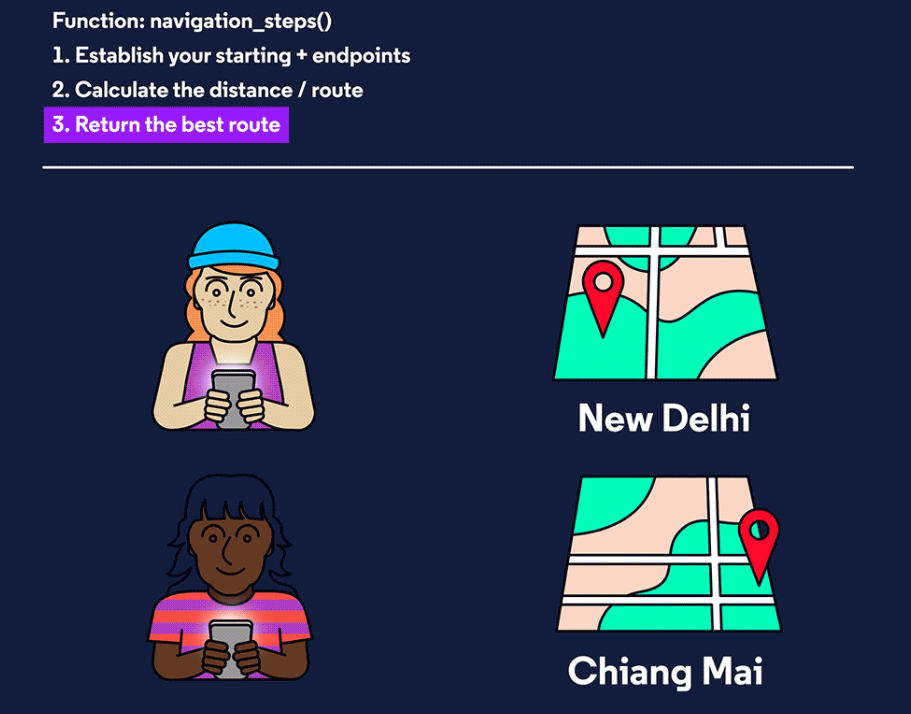 Function: navigation_steps()
1. Establish your starting + endpoints
2. Calculate the distance / route
3. Return the best route
New Delhi
Chiang Mai